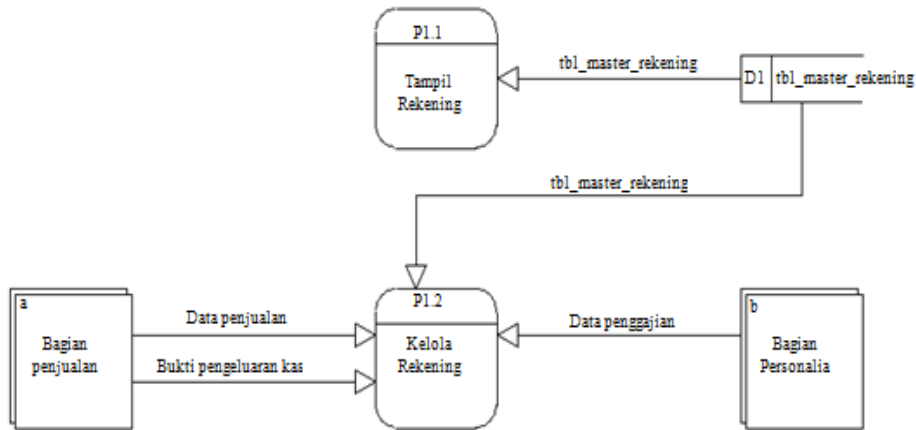 P1.1
Tampil
Rekening
tbl_master_rekening
D1
tbl_master_rekening
tbl_master_rekening
a
Bagian
penjualan
Data penjualan
Bukti pengeluaran kas
P1.2
Kelola
Rekening
Data penggajian
b
Bagian
Personalia